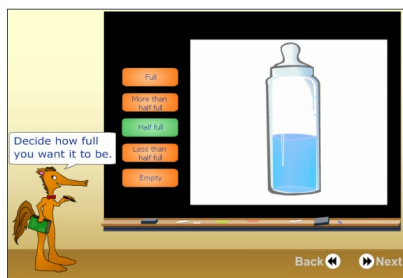 Full
More than
half full
Half full
Less than
half full
Empty
Decide how full
you want it to be.
Back
Next